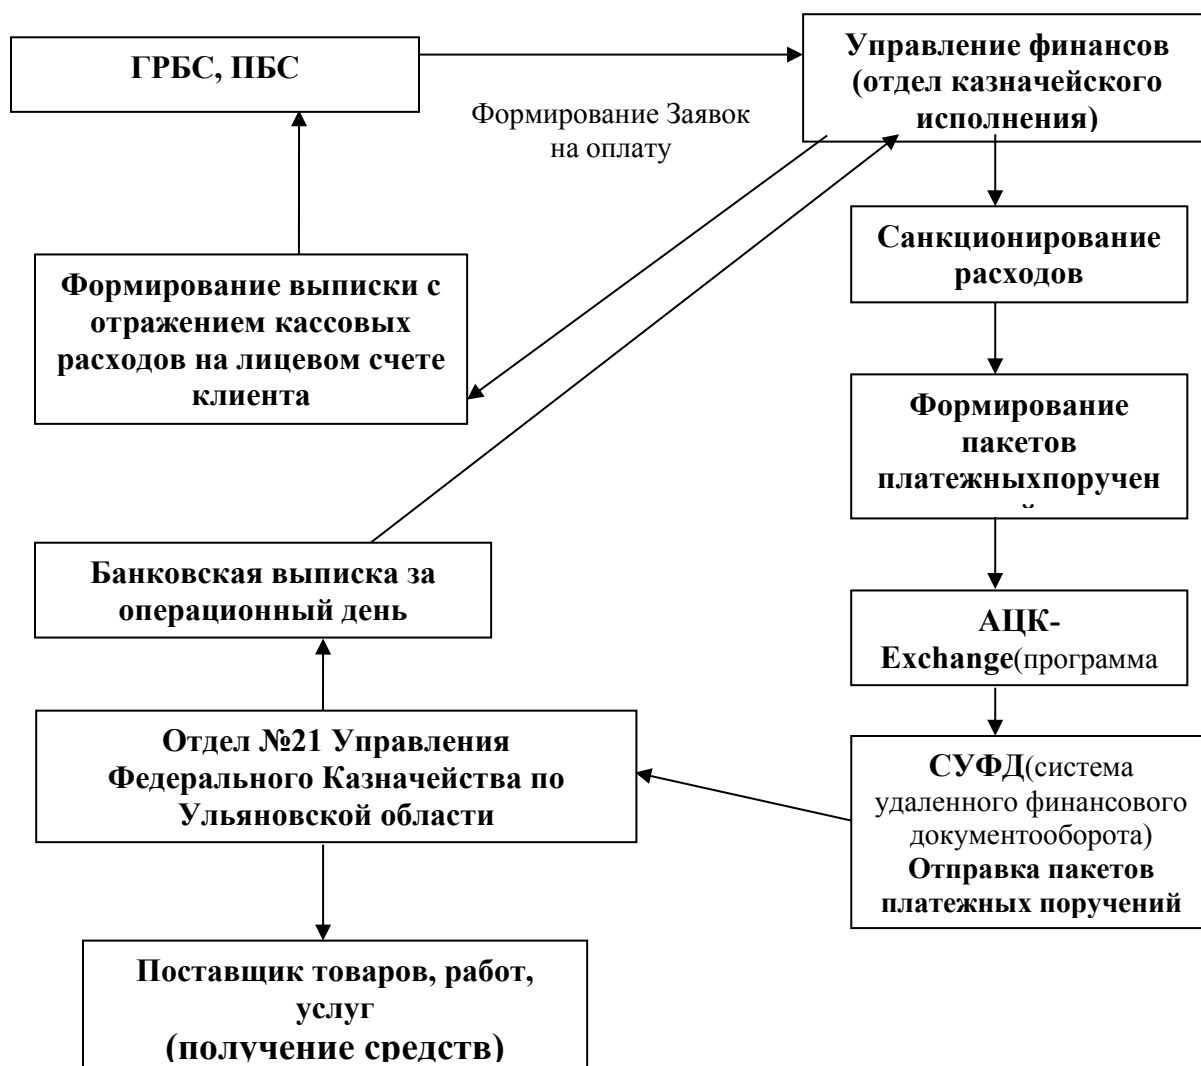 ГРБС, ПБС
Управление финансов
(отдел казначейского
исполнения)
Формирование Заявок
на оплату
Санкционирование
расходов
Формирование выписки с
отражением кассовых
расходов на лицевом счете
клиента
Формирование
пакетов
платежныхпоручен
Банковская выписка за
операционный день
АЦК-
Exchange(программа
Отдел №21 Управления
Федерального Казначейства по
Ульяновской области
СУФД(система
удаленного финансового
документооборота)
Отправка пакетов
платежных поручений
Поставщик товаров, работ,
услуг
(получение средств)